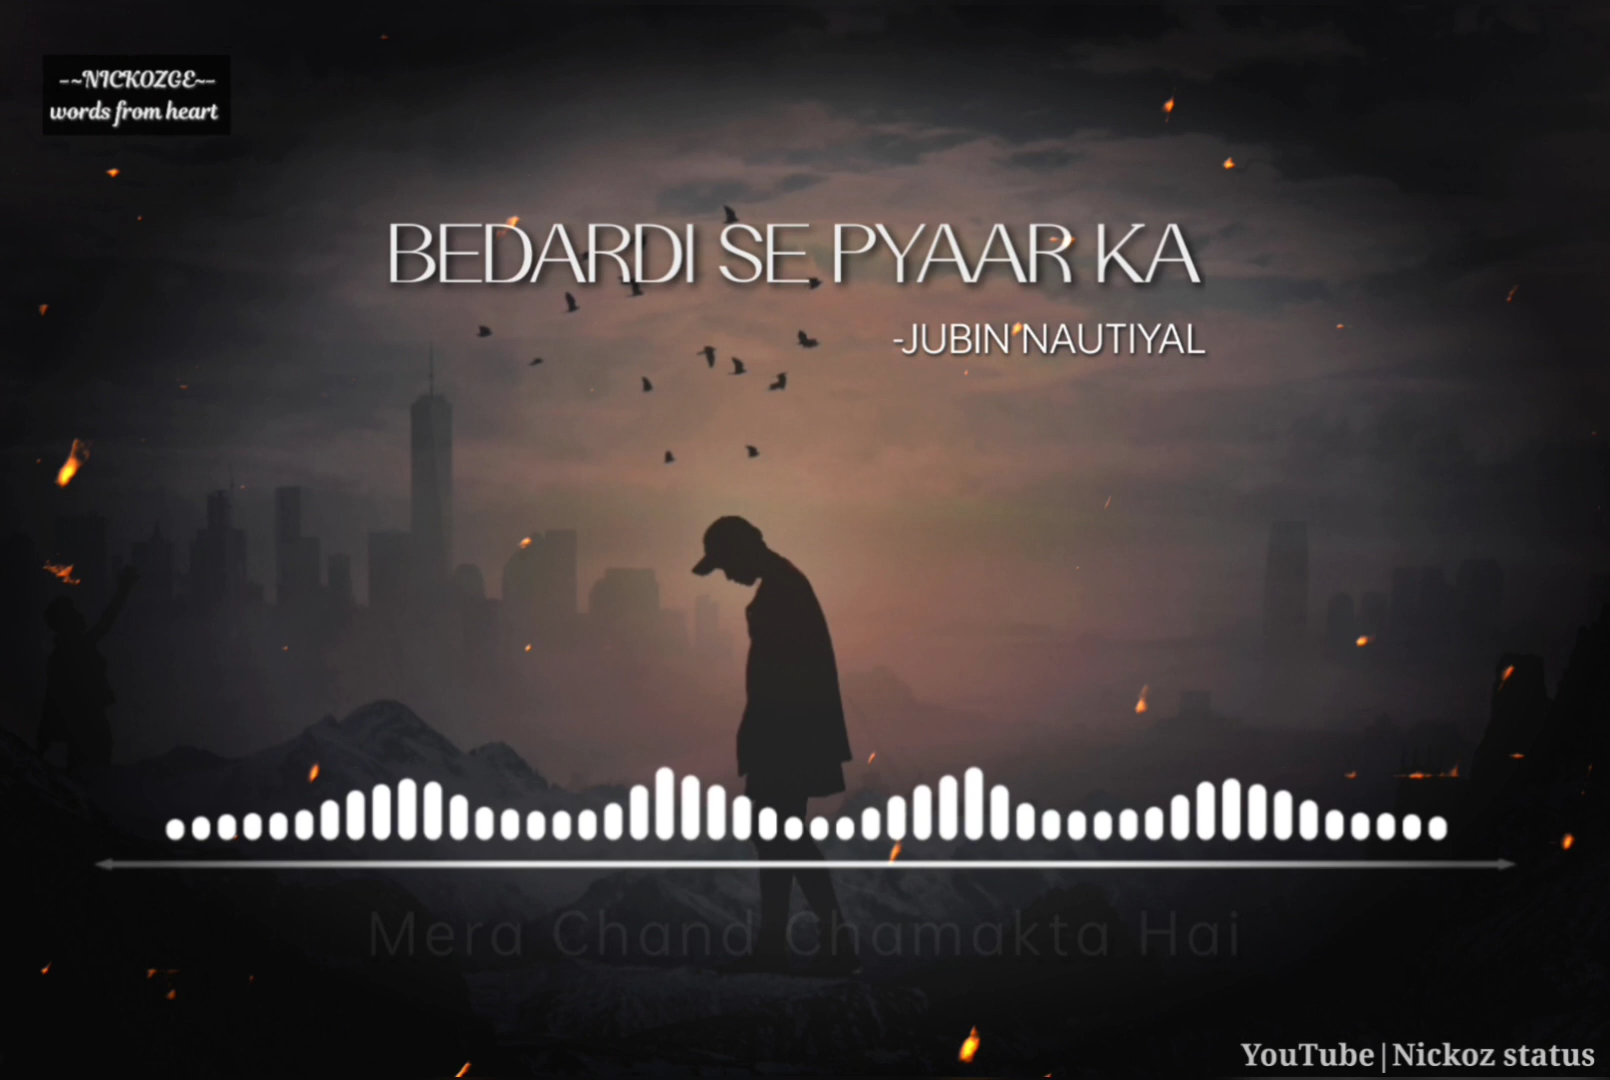 --~NICKOZGE~--
words from heart
BEDARDI SE PYAAR KA
-JUBIN NAUTIYAL
Mera Chand Chamakta Hai
YouTube|Nickoz status